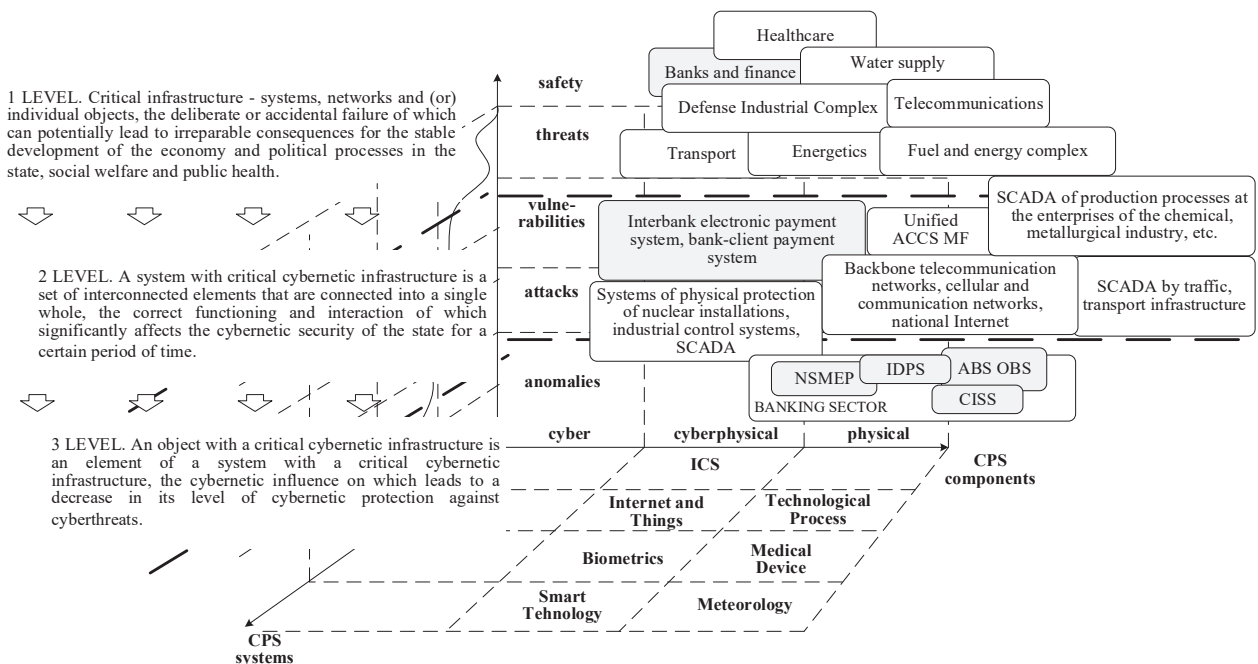 1 LEVEL. Critical infrastructure - systems, networks and (or)
individual objects, the deliberate or accidental failure of which
can potentially lead to irreparable consequences for the stable
development of the economy and political processes in the
state, social welfare and public health.
2 LEVEL. A system with critical cybernetic infrastructure is a
set of interconnected elements that are connected into a single
whole, the correct functioning and interaction of which
significantly affects the cybernetic security of the state for a
certain period of time.
3 LEVEL. An object with a critical cybernetic infrastructure is
an element of a system with a critical cybernetic
infrastructure, the cybernetic influence on which leads to a
decrease in its level of cybernetic protection against
cyberthreats.
safety
threats
vulne-
rabilities
attacks
anomalies
Healthcare
Banks and finance
Water supply
Defense Industrial Complex
Telecommunications
Transport
Energetics
Fuel and energy complex
Interbank electronic payment
system, bank-client payment
system
Unified
ACCS MF
SCADA of production processes at
the enterprises of the chemical,
metallurgical industry, etc.
Systems of physical protection
of nuclear installations,
industrial control systems,
SCADA
Backbone telecommunication
networks, cellular and
communication networks,
national Internet
SCADA by traffic,
transport infrastructure
NSMEP
IDPS
ABS OBS
CISS
BANKING SECTOR
cyber
cyberphysical
physical
CPS
components
ICS
Internet and
Things
Technological
Process
Biometrics
Medical
Device
Smart
Tehnology
Meteorology
CPS
systems